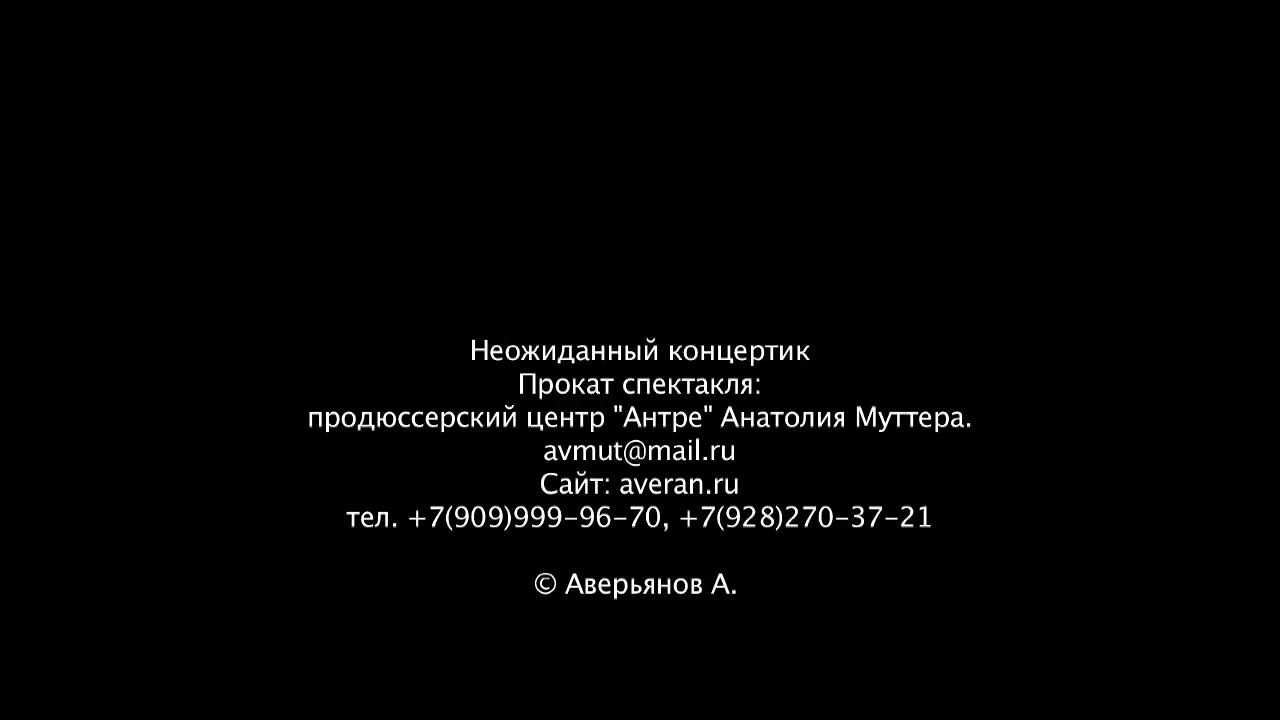 Неожиданный концертик
Прокат спектакля:
продюссерский центр "Антре" Анатолия Муттера.
avmut@mail.ru
Сайт: averan.ru
тел. +7(909)999-96-70, +7(928)270-37-21
© Аверьянов А.